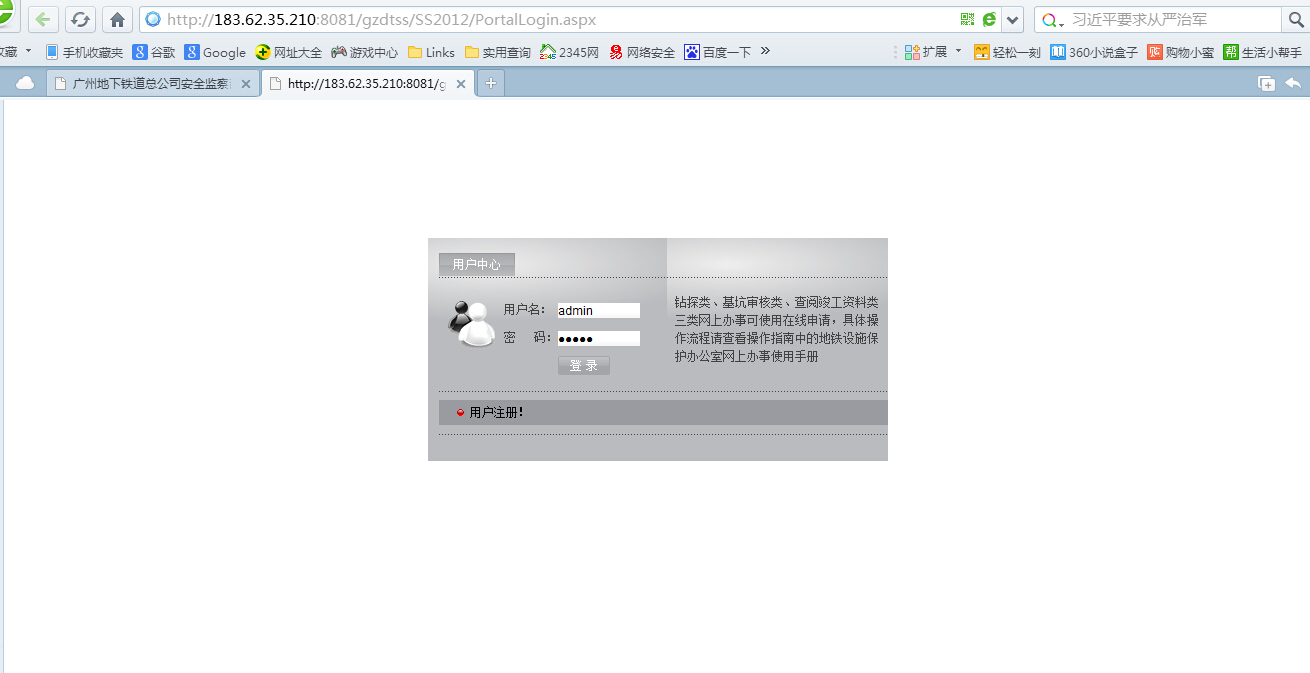 http://183.62.35.210:8081/gzdtss/SS2012/PortalLogin.aspx
习近平要求从严治军
收藏 手机收藏夹 谷歌 Google 网址大全 游戏中心 Links 实用查询 2345网 网络安全 百度一下 » 扩展 轻松一刻 360小说盒子 购物小蜜 生活小帮手
广州地下铁道总公司安全监察
http://183.62.35.210:8081/g
用户中心
用户名: admin
密 码: ●●●●●
登 录
钻探类、基坑审核类、查阅竣工资料类
三类网上办事可使用在线申请，具体操
作流程请查看操作指南中的地铁设施保
护办公室网上办事使用手册
用户注册!